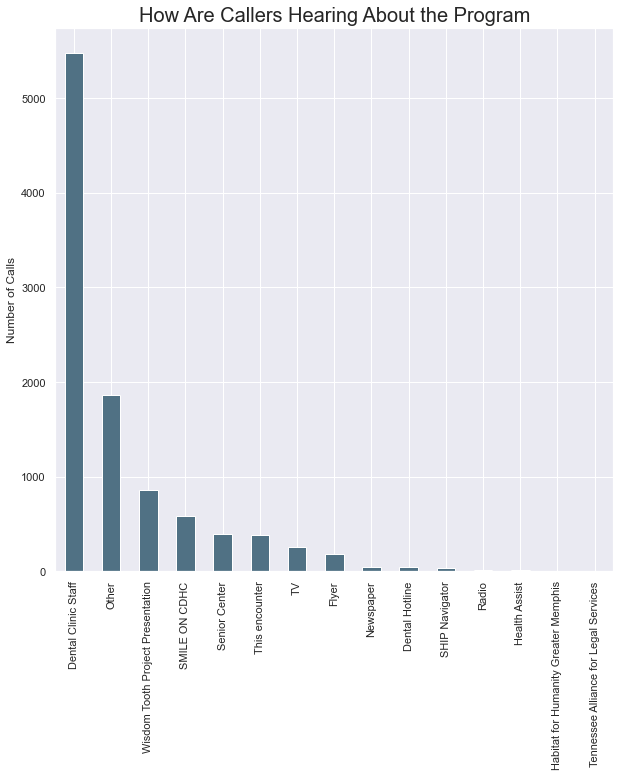 How Are Callers Hearing About the Program
Number of Calls
5000
4000
3000
2000
1000
0
Dental Clinic Staff
Other
Wisdom Tooth Project Presentation
SMILE ON CDHC
Senior Center
This encounter
TV
Flyer
Newspaper
Dental Hotline
SHIP Navigator
Radio
Health Assist
Habitat for Humanity Greater Memphis
Tennessee Alliance for Legal Services